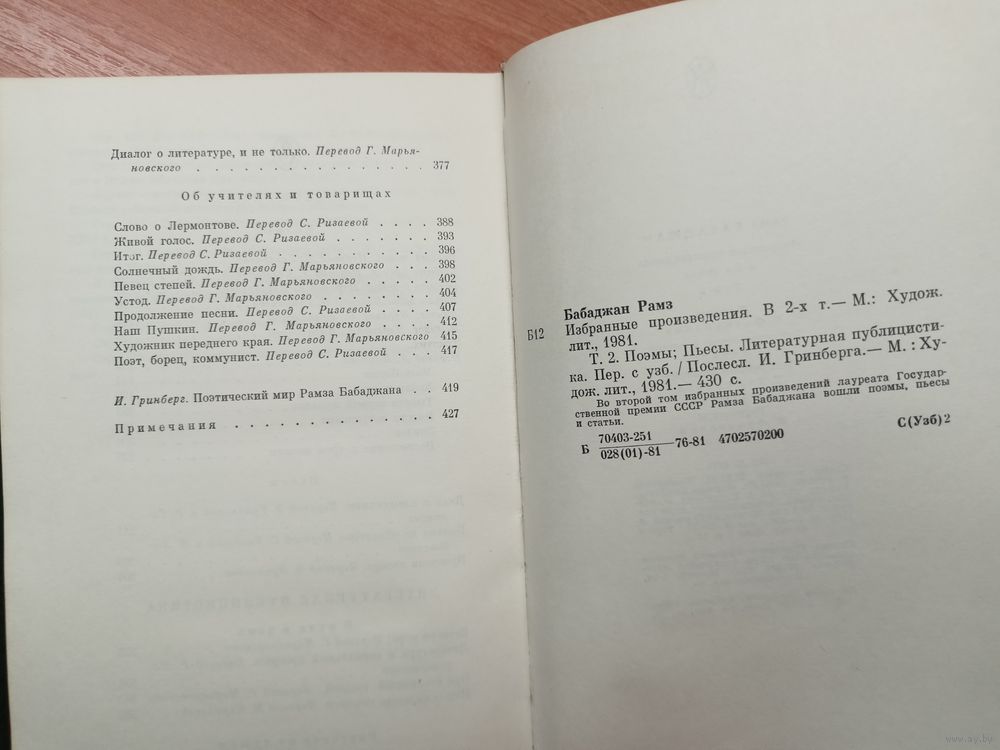 Диалог о литературе, и не только. Перевод Г. Марья-
новского . . . . . . . . . . . . . . . 377
Об учителях и товарищах
Слово о Лермонтове. Перевод С. Ризаевой . . . . 388
Живой голос. Перевод С. Ризаевой . . . . . . . 393
Итог. Перевод С. Ризаевой . . . . . . . . . . 396
Солнечный дождь. Перевод Г. Марьяновского . . . 398
Певец степей. Перевод Г. Марьяновского . . . . . 402
Устод. Перевод Г. Марьяновского . . . . . . . . 404
Продолжение песни. Перевод С. Ризаевой . . . . 407
Наш Пушкин. Перевод Г. Марьяновского . . . . 412
Художник переднего края. Перевод Г. Марьяновского 415
Поэт, борец, коммунист. Перевод С. Ризаевой . . . 417
И. Гринберг. Поэтический мир Рамза Бабаджана . . 419
Примечания . . . . . . . . . . . . . . 427
Бабаджан Рамз
Б12 Избранные произведения. В 2-х т.— М.: Худож.
лит., 1981.
Т. 2. Поэмы; Пьесы. Литературная публицисти-
ка. Пер. с узб. / Послесл. И. Гринберга.— М. : Ху-
дож. лит., 1981.— 430 с.
Во второй том избранных произведений лауреата Государ-
ственной премии СССР Рамза Бабаджана вошли поэмы, пьесы
и статьи.
Б 70403-251
028(01)-81 —76-81 4702570200 С(Узб)2
www.ay.by